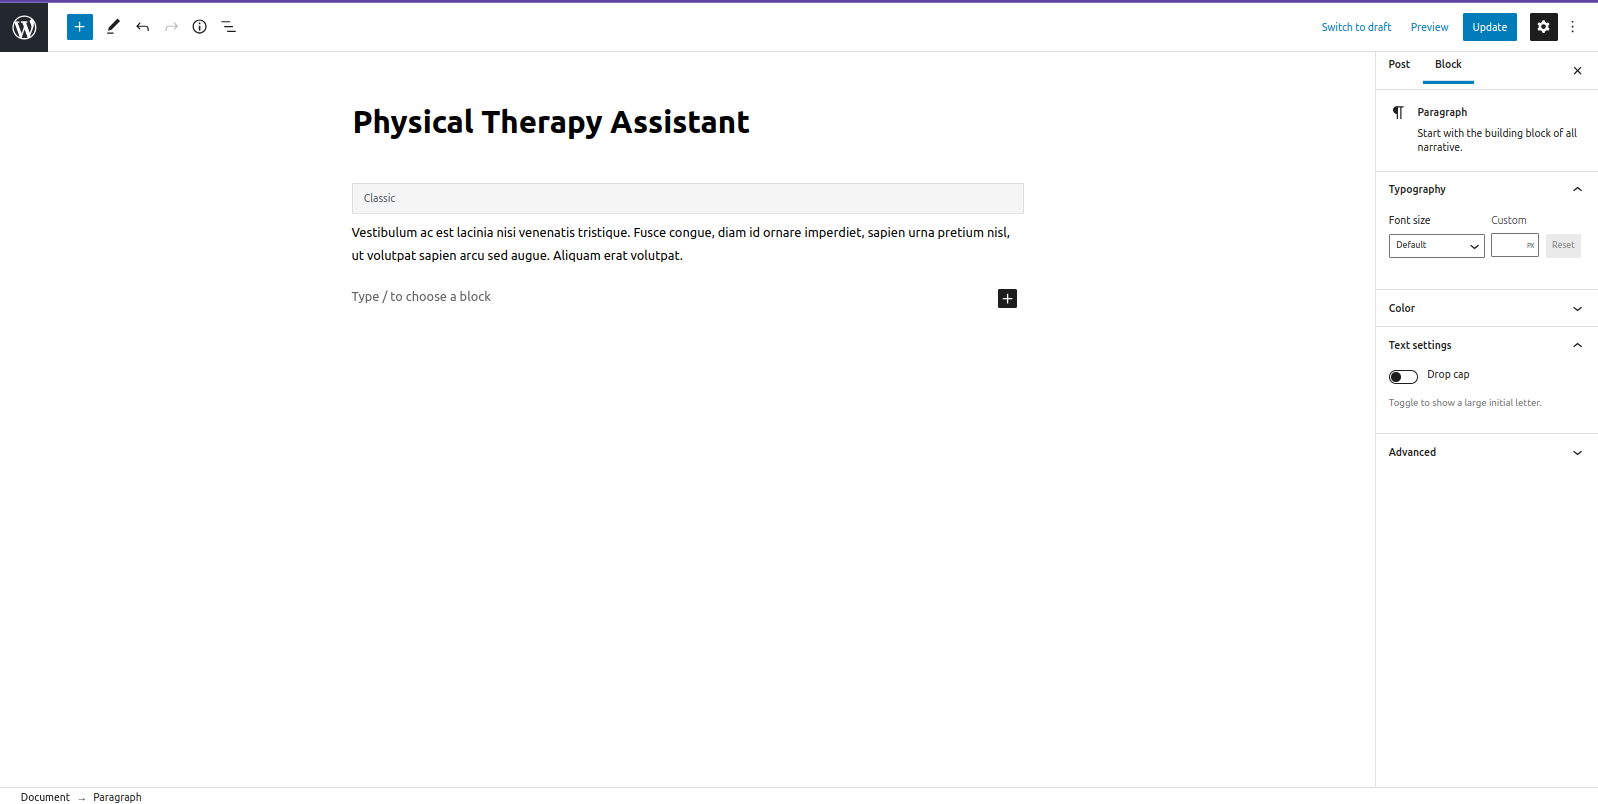 Switch to draft Preview Update
Post Block
Physical Therapy Assistant
Classic
Vestibulum ac est lacinia nisi venenatis tristique. Fusce congue, diam id ornare imperdiet, sapien urna pretium nisl,
ut volutpat sapien arcu sed augue. Aliquam erat volutpat.
Type / to choose a block
Paragraph
Start with the building block of all
narrative.
Typography
Font size Custom
Default PX Reset
Color
Text settings
Drop cap
Toggle to show a large initial letter.
Advanced
Document → Paragraph